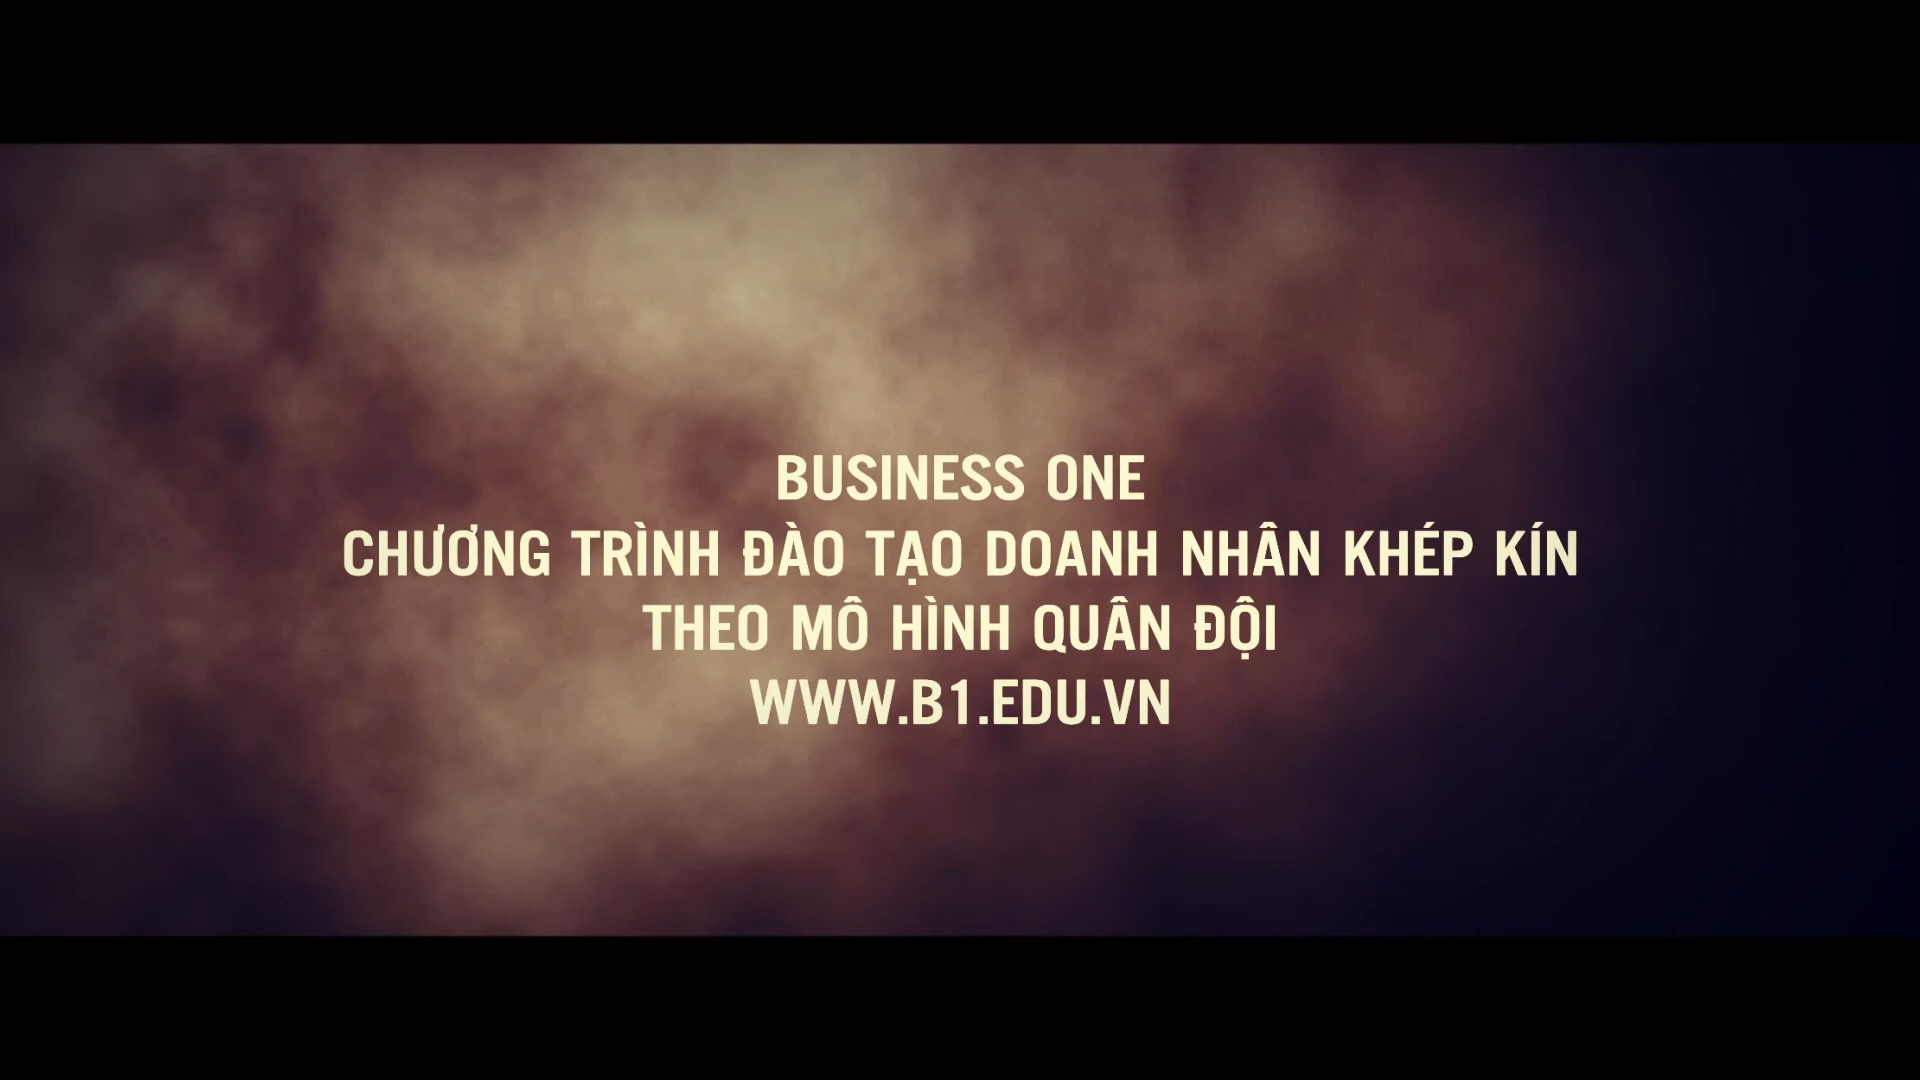 BUSINESS ONE
CHƯƠNG TRÌNH ĐÀO TẠO DOANH NHÂN KHÉP KÍN
THEO MÔ HÌNH QUÂN ĐỘI
WWW.B1.EDU.VN